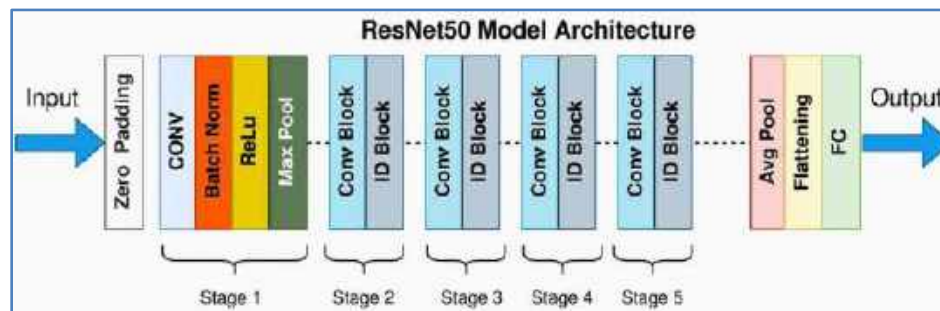 ResNet50 Model Architecture
Input
Zero Padding
CONV
Batch Norm
ReLu
Max Pool
Conv Block
ID Block
Conv Block
ID Block
Conv Block
ID Block
Conv Block
ID Block
Avg Pool
Flattening
FC
Output
Stage 1
Stage 2
Stage 3
Stage 4
Stage 5